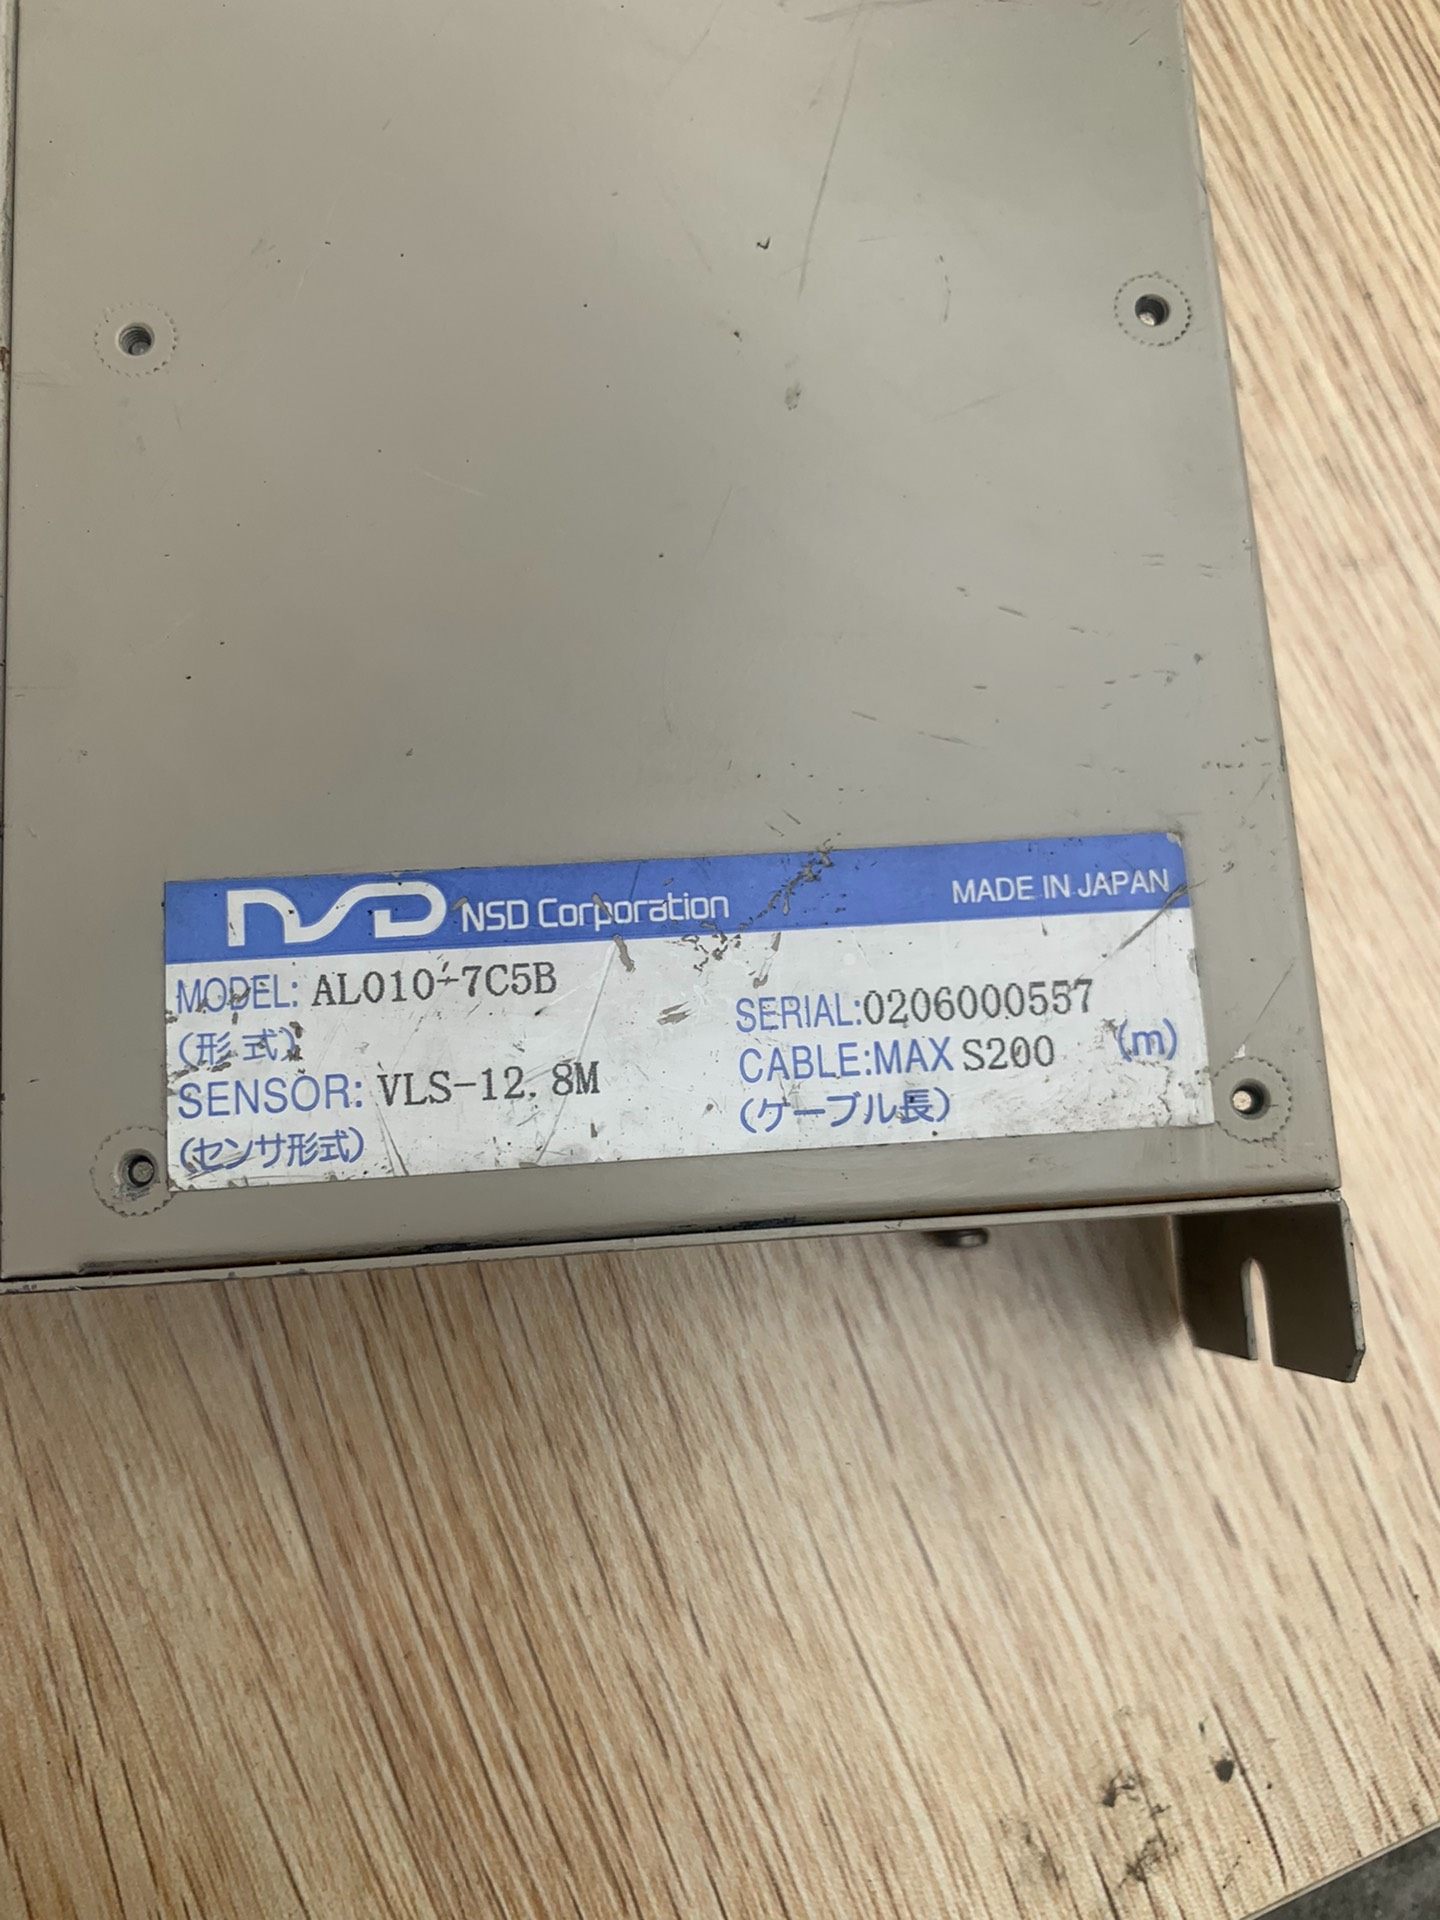 NSD NSD Corporation MADE IN JAPAN
MODEL: AL010-7C5B
(形式)
SERIAL:0206000557
SENSOR: VLS-12.8M
CABLE:MAX S200 (m)
(センサ形式)
(ケーブル長)